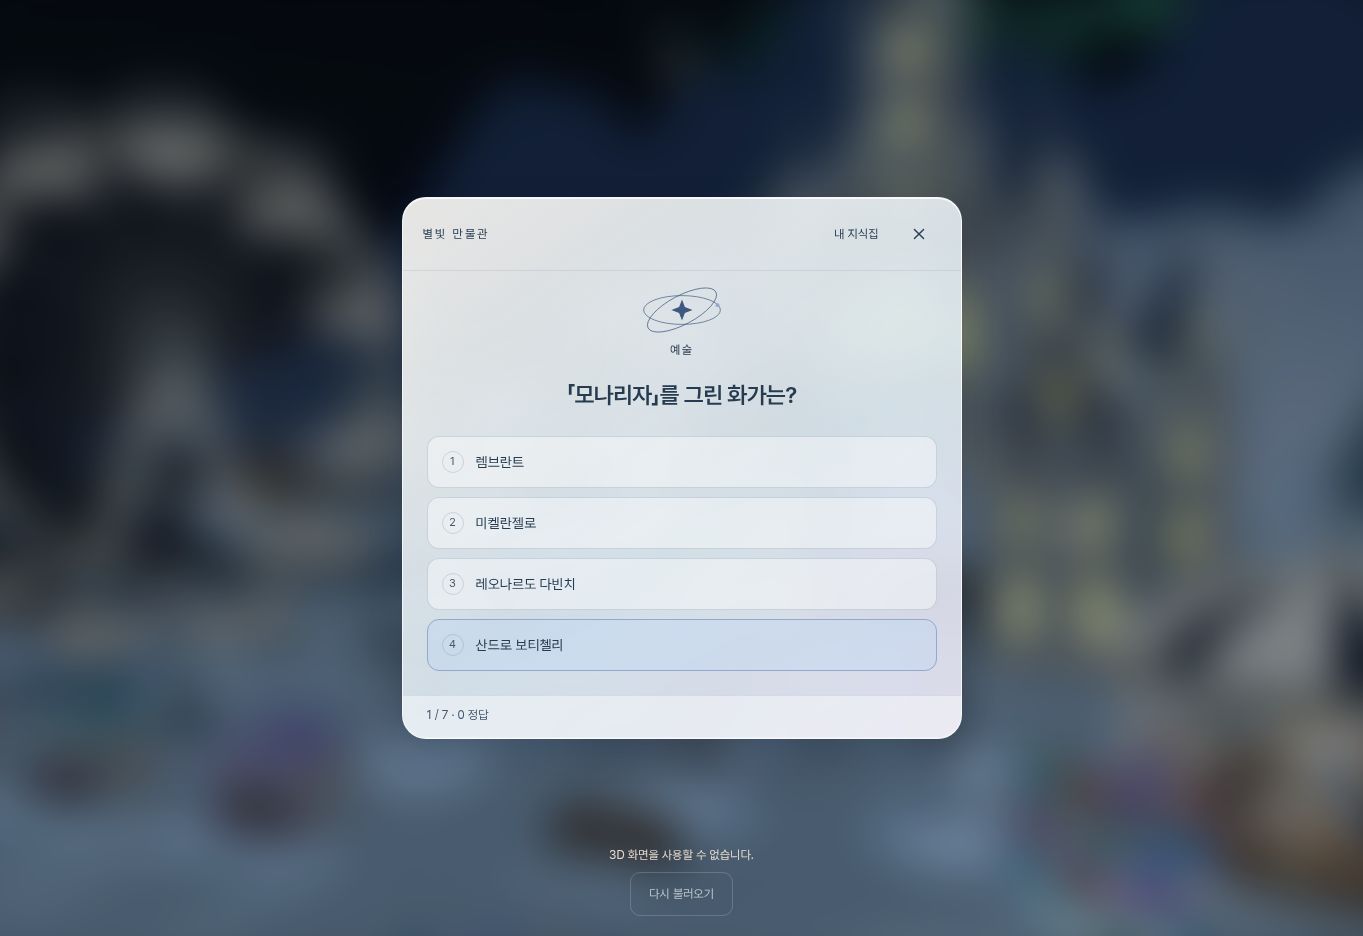 별빛 만물관
내 지식집
예술
「모나리자」를 그린 화가는?
1 렘브란트
2 미켈란젤로
3 레오나르도 다빈치
4 산드로 보티첼리
1 / 7 · 0 정답
3D 화면을 사용할 수 없습니다.
다시 불러오기